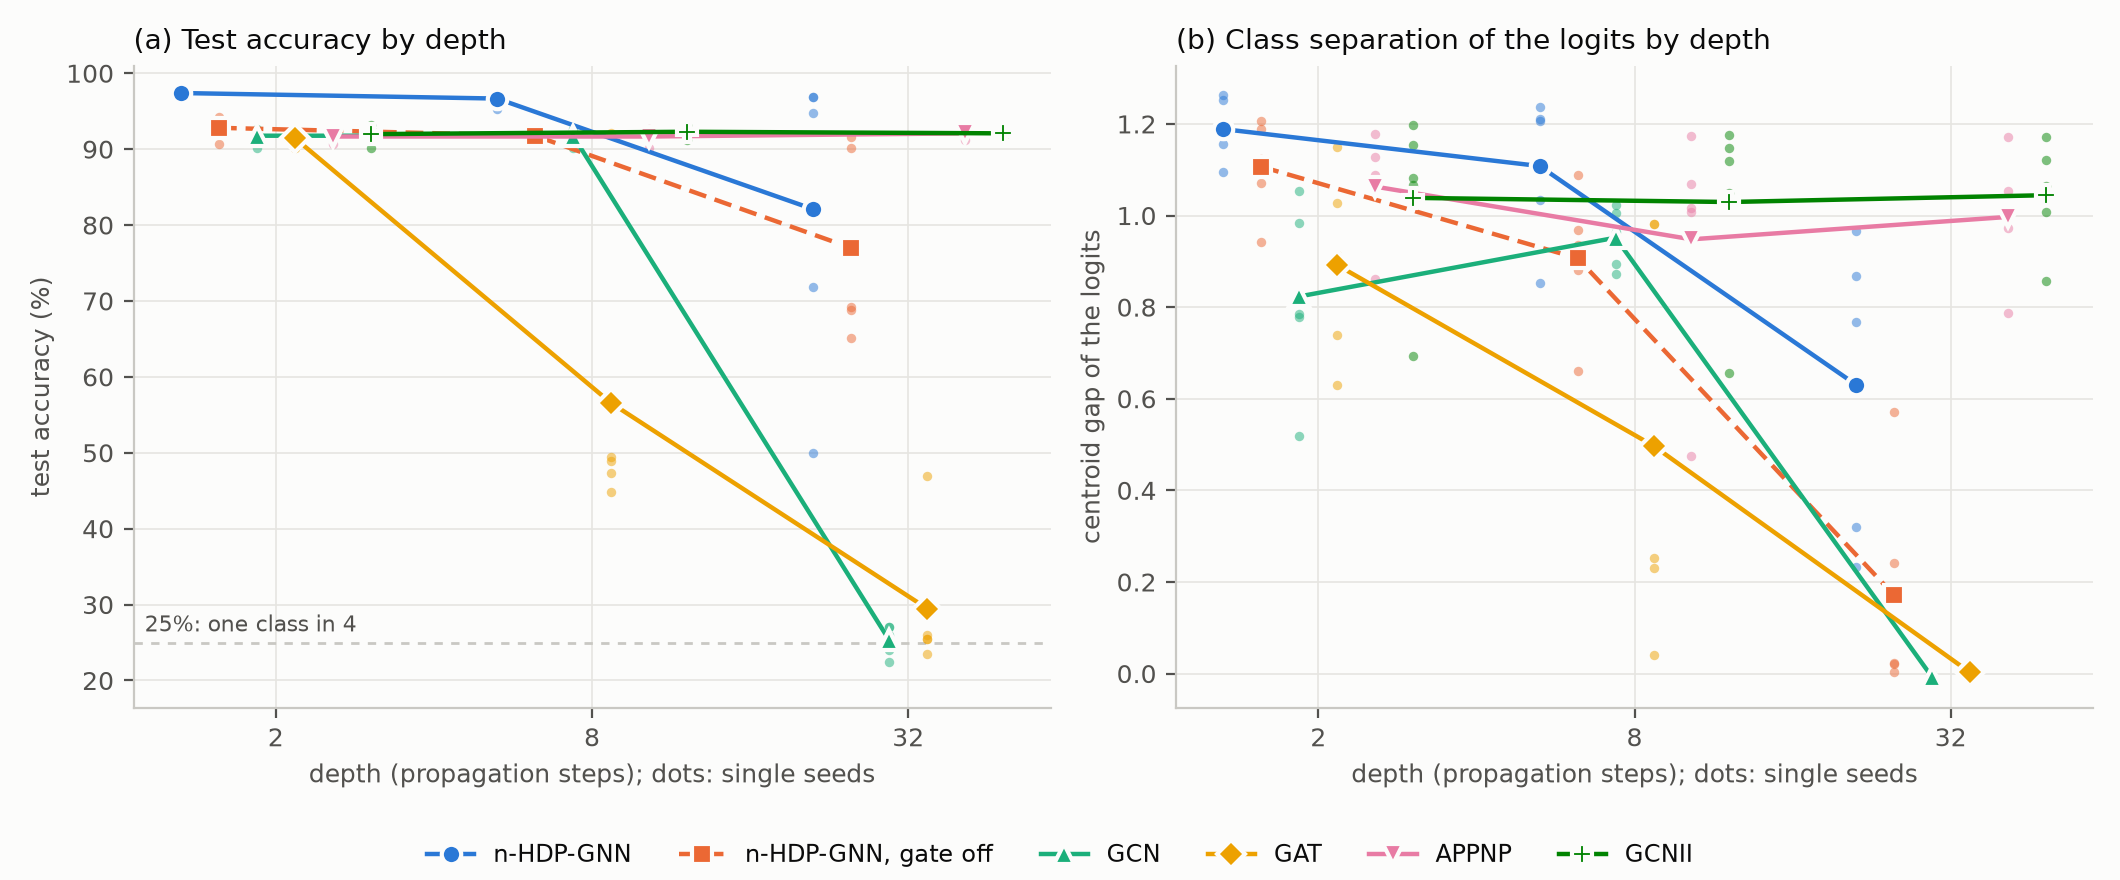 (a) Test accuracy by depth
100
90
80
70
60
50
40
30
20
test accuracy (%)
25%: one class in 4
2
8
32
depth (propagation steps); dots: single seeds
(b) Class separation of the logits by depth
1.2
1.0
0.8
0.6
0.4
0.2
0.0
centroid gap of the logits
2
8
32
depth (propagation steps); dots: single seeds
n-HDP-GNN
n-HDP-GNN, gate off
GCN
GAT
APPNP
GCNII